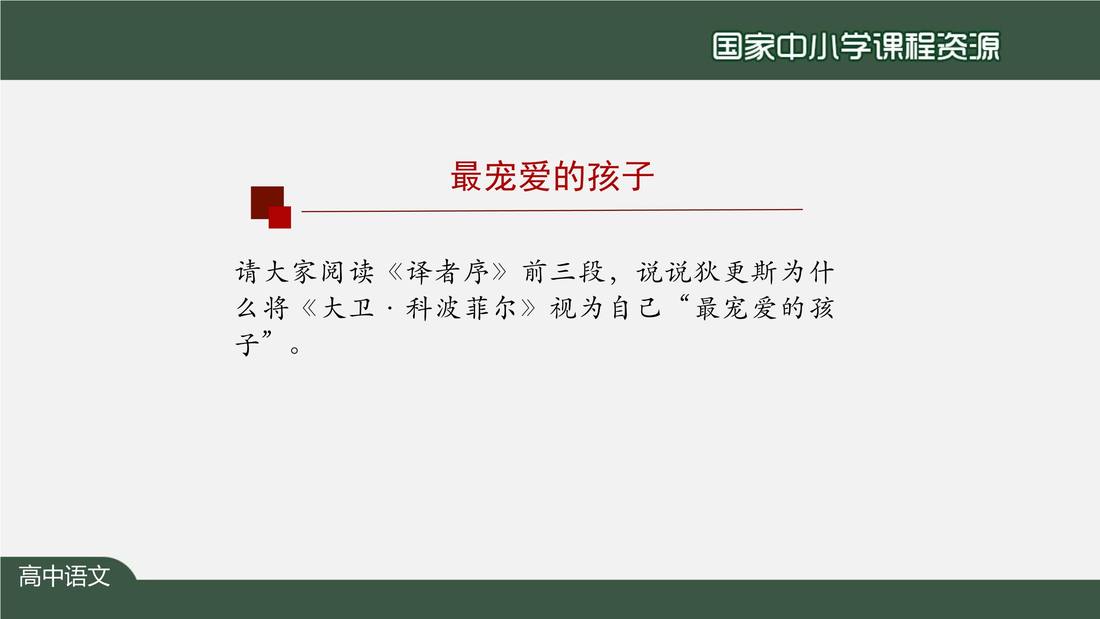 国家中小学课程资源
最宠爱的孩子
请大家阅读《译者序》前三段，说说狄更斯为什
么将《大卫·科波菲尔》视为自己“最宠爱的孩
子”。
高中语文